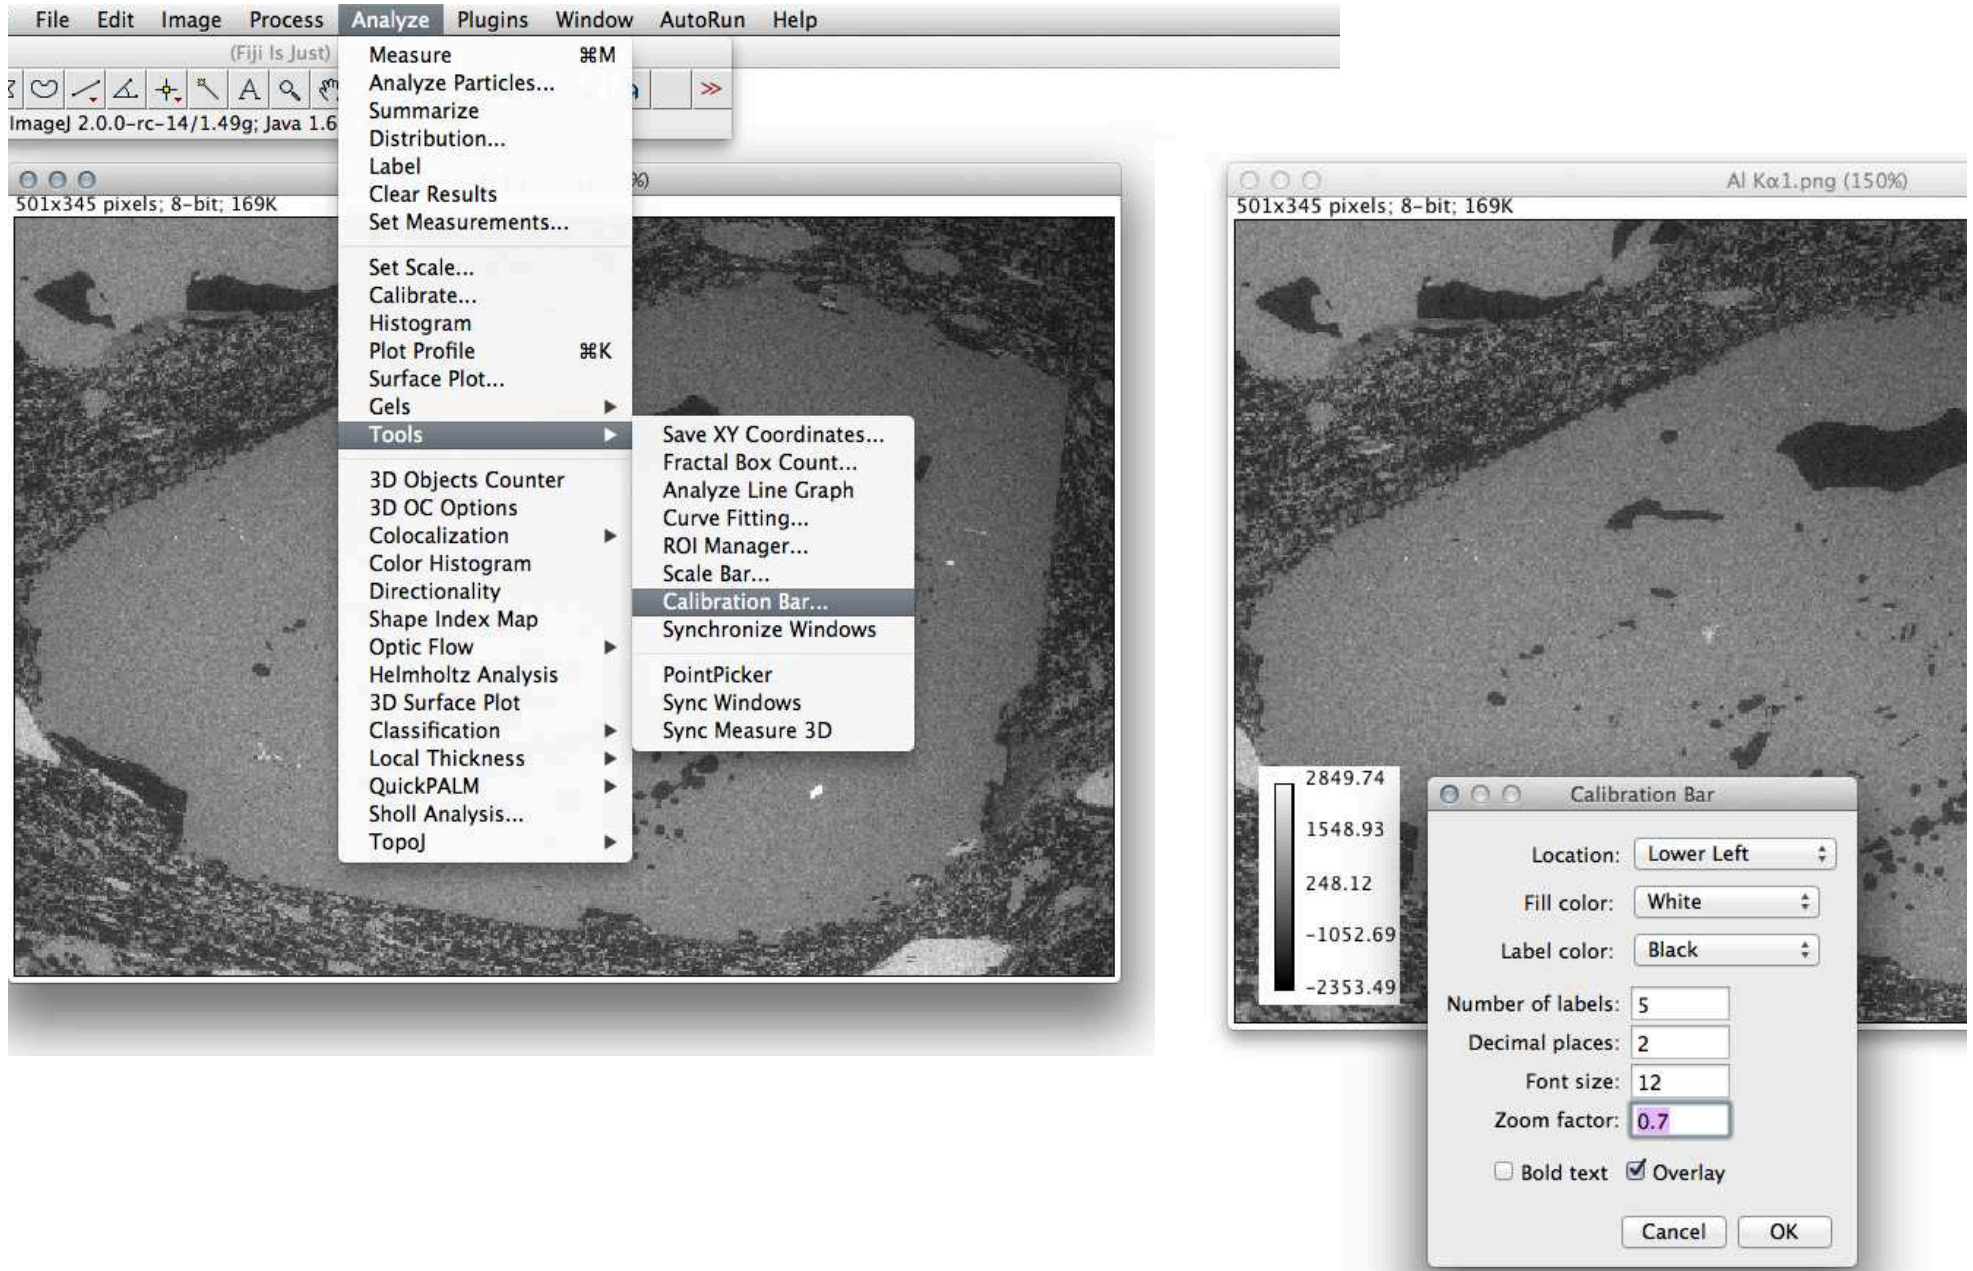 File Edit Image Process Analyze Plugins Window AutoRun Help
(Fiji Is Just)
ImageJ 2.0.0-rc-14/1.49g; Java 1.6
%)
501x345 pixels; 8-bit; 169K
Measure ⌘M
Analyze Particles...
Summarize
Distribution...
Label
Clear Results
Set Measurements...
Set Scale...
Calibrate...
Histogram
Plot Profile ⌘K
Surface Plot...
Gels
Tools
3D Objects Counter
3D OC Options
Colocalization
Color Histogram
Directionality
Shape Index Map
Optic Flow
Helmholtz Analysis
3D Surface Plot
Classification
Local Thickness
QuickPALM
Sholl Analysis...
TopoJ
Save XY Coordinates...
Fractal Box Count...
Analyze Line Graph
Curve Fitting...
ROI Manager...
Scale Bar...
Calibration Bar...
Synchronize Windows
PointPicker
Sync Windows
Sync Measure 3D
Al Kα1.png (150%)
501x345 pixels; 8-bit; 169K
2849.74
1548.93
248.12
-1052.69
-2353.49
Calibration Bar
Location: Lower Left
Fill color: White
Label color: Black
Number of labels: 5
Decimal places: 2
Font size: 12
Zoom factor: 0.7
Bold text Overlay
Cancel OK